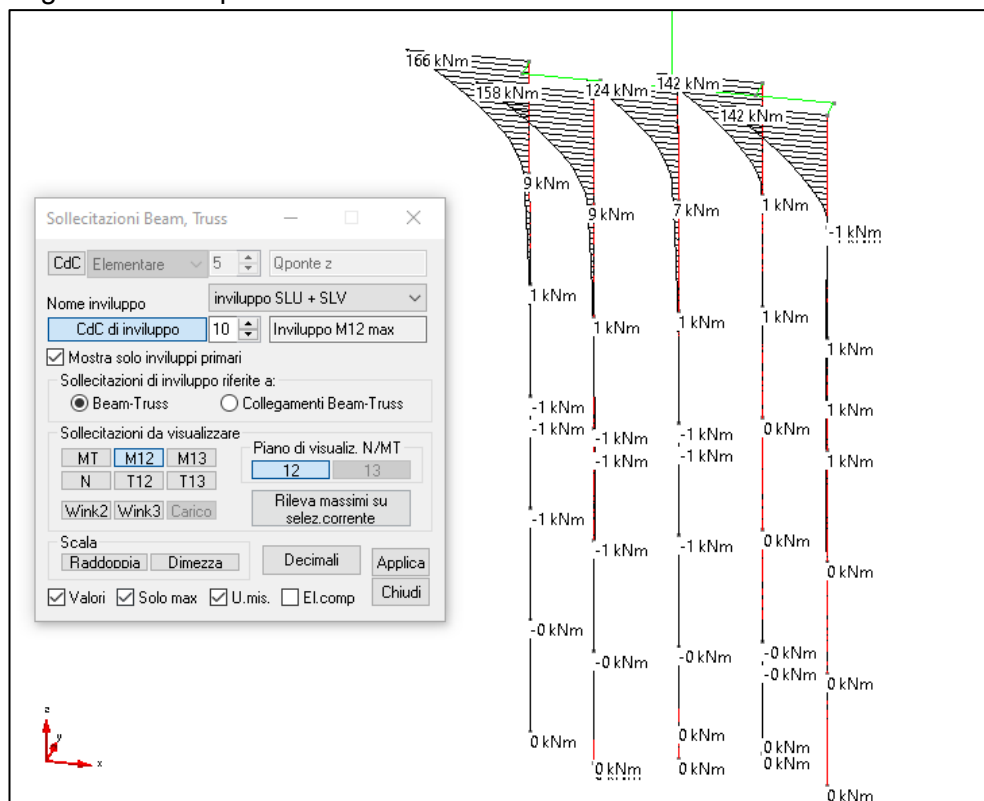 166 kNm
158 kNm
124 kNm
142 kNm
142 kNm
9 kNm
9 kNm
7 kNm
1 kNm
-1 kNm
1 kNm
1 kNm
1 kNm
1 kNm
1 kNm
-1 kNm
-1 kNm
-1 kNm
-1 kNm
-1 kNm
-1 kNm
0 kNm
1 kNm
1 kNm
-1 kNm
-1 kNm
-1 kNm
0 kNm
0 kNm
-0 kNm
-0 kNm
-0 kNm
-0 kNm
-0 kNm
0 kNm
0 kNm
0 kNm
0 kNm
0 kNm
0 kNm
0 kNm
0 kNm
Sollecitazioni Beam, Truss
CdC Elementare 5 Qponte z
Nome inviluppo inviluppo SLU + SLV
CdC di inviluppo 10 Inviluppo M12 max
Mostra solo inviluppi primari
Sollecitazioni di inviluppo riferite a:
Beam-Truss Collegamenti Beam-Truss
Sollecitazioni da visualizzare
Piano di visualiz. N/MT
MT M12 M13
12 13
N T12 T13
Wink2 Wink3 Carico
Rileva massimi su
selez.corrente
Scala
Raddoppia Dimezza
Decimali
Applica
Valori Solo max U.mis. El.comp
Chiudi
z
y
x